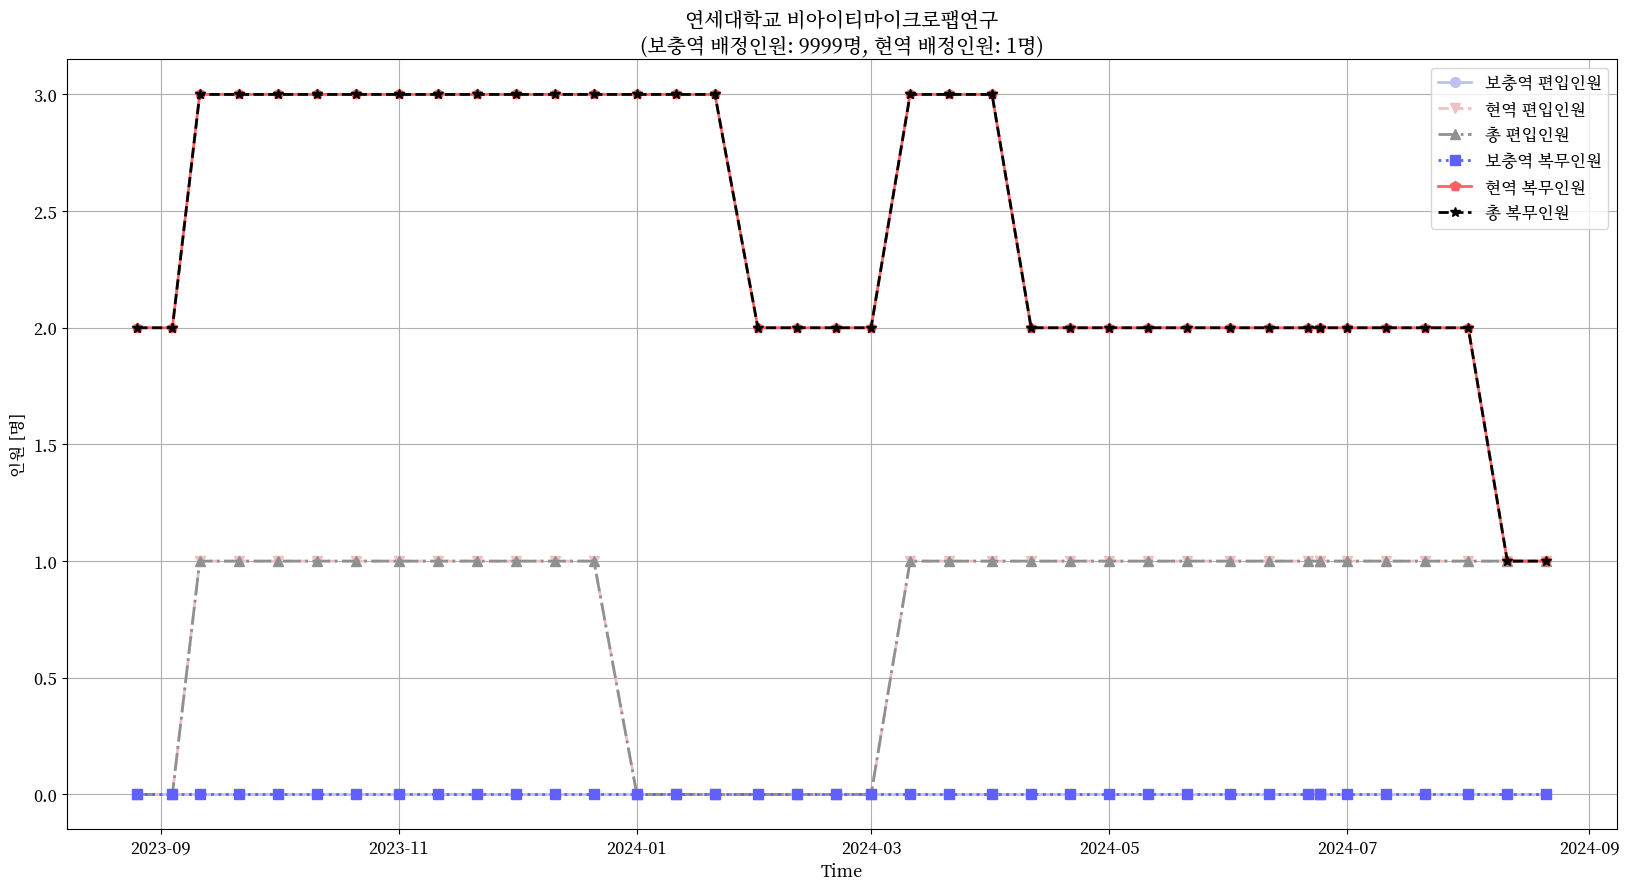 연세대학교 비아이티마이크로팹연구
(보충역 배정인원: 9999명, 현역 배정인원: 1명)
보충역 편입인원
현역 편입인원
총 편입인원
보충역 복무인원
현역 복무인원
총 복무인원
인원 [명]
3.0
2.5
2.0
1.5
1.0
0.5
0.0
2023-09
2023-11
2024-01
2024-03
2024-05
2024-07
2024-09
Time